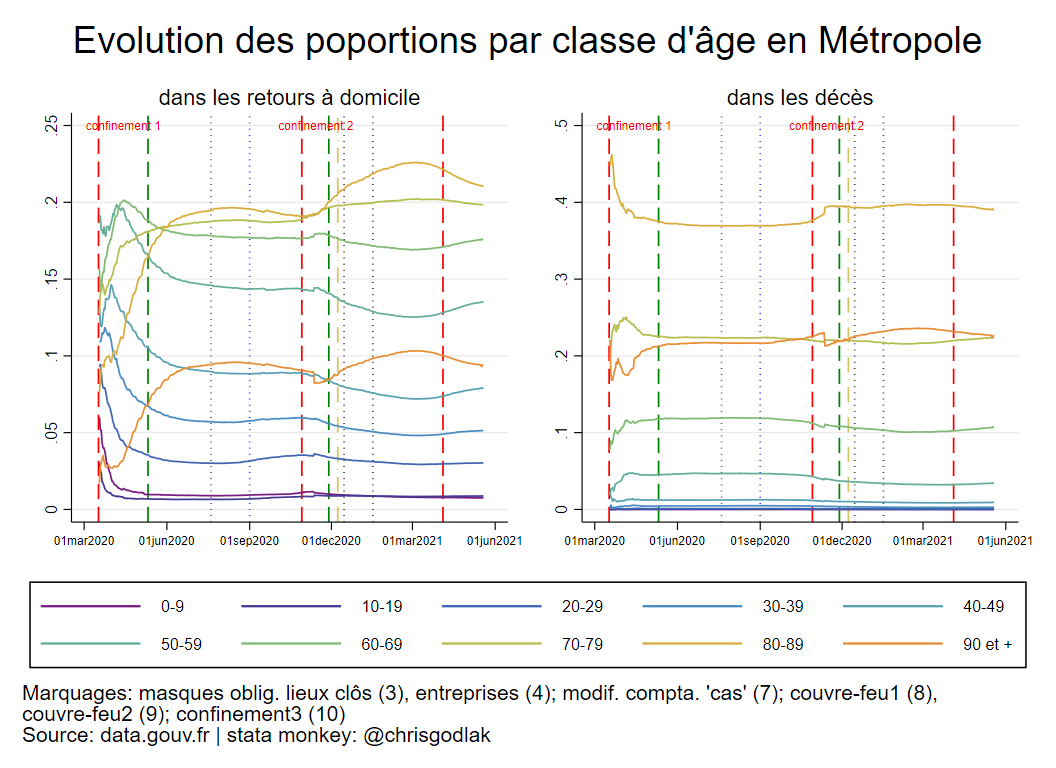 Evolution des poportions par classe d'âge en Métropole
dans les retours à domicile
confinement 1
confinement 2
.25
.2
.15
.1
.05
0
01mar2020 01jun2020 01sep2020 01dec2020 01mar2021 01jun2021
dans les décès
confinement 1
confinement 2
.5
.4
.3
.2
.1
0
01mar2020 01jun2020 01sep2020 01dec2020 01mar2021 01jun2021
0-9 10-19 20-29 30-39 40-49
50-59 60-69 70-79 80-89 90 et +
Marquages: masques oblig. lieux clôs (3), entreprises (4); modif. compta. 'cas' (7); couvre-feu1 (8),
couvre-feu2 (9); confinement3 (10)
Source: data.gouv.fr | stata monkey: @chrisgodlak